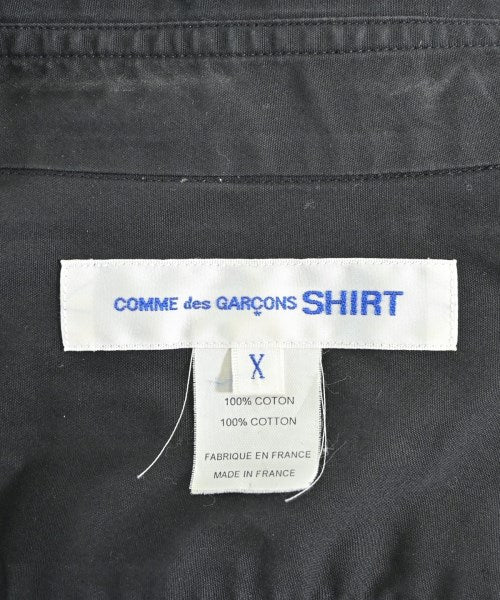 COMME des GARÇONS SHIRT
X
100% COTON
100% COTTON
FABRIQUE EN FRANCE
MADE IN FRANCE